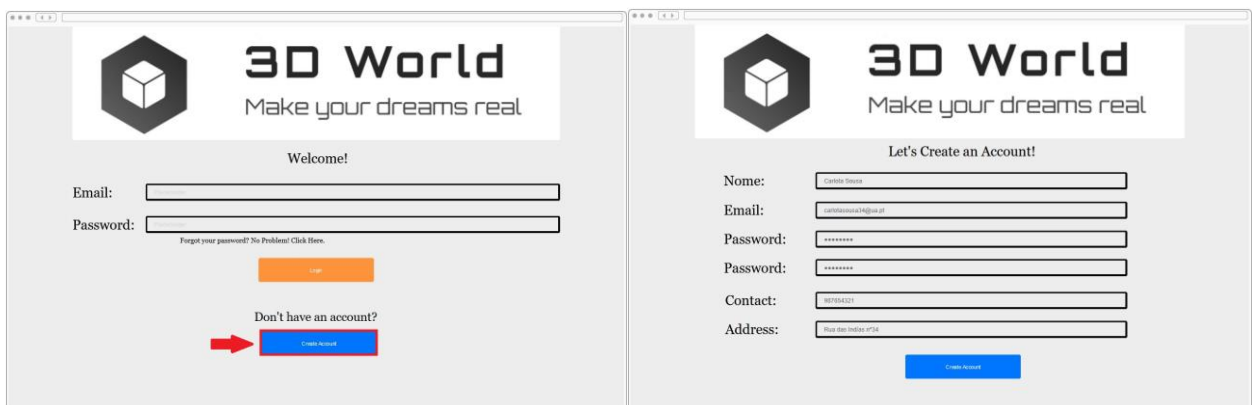 3D World
Make your dreams real
Welcome!
Email:
Password:
Forgot your password? No Problem! Click Here.
Login
Don't have an account?
Create Account
3D World
Make your dreams real
Let's Create an Account!
Nome: Carlota Sousa
Email: carlotasousa34@ua.pt
Password: ********
Password: ********
Contact: 987654321
Address: Rua das Indías nº34
Create Account